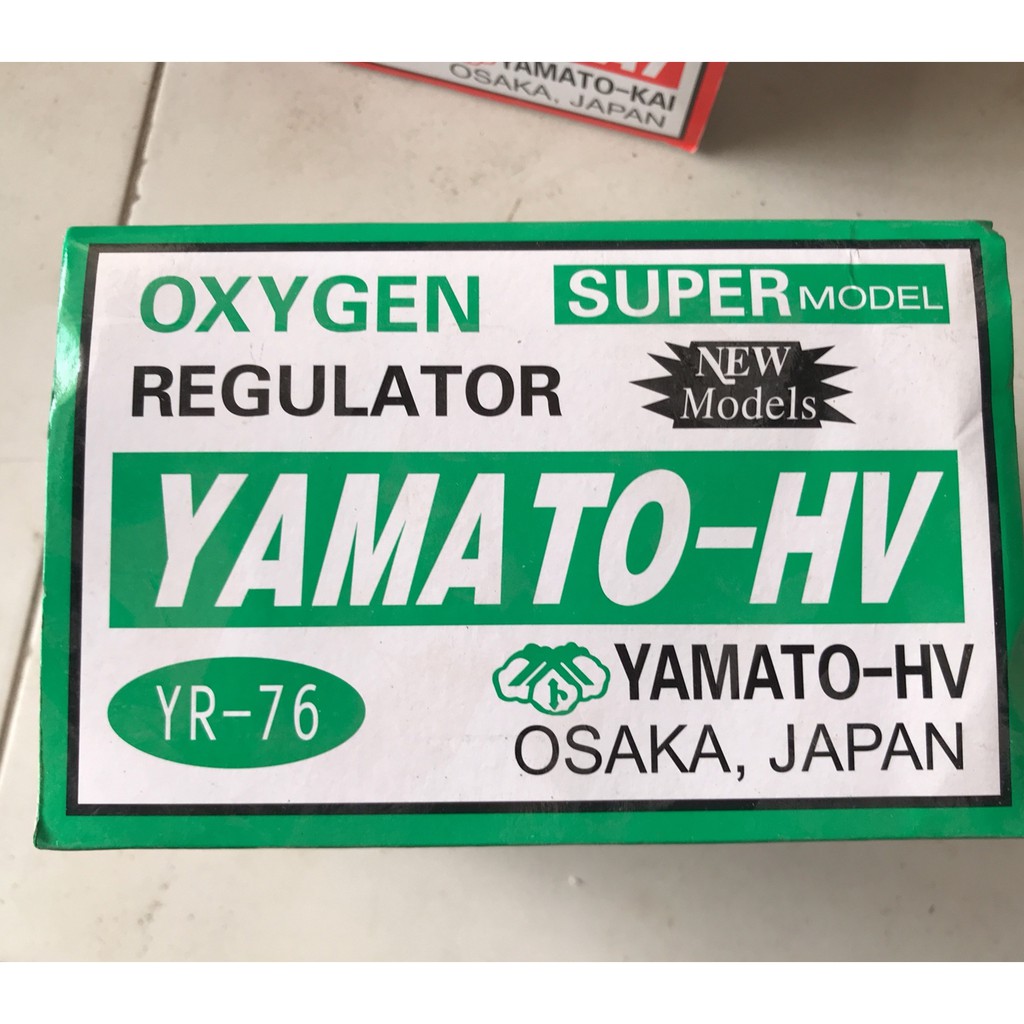 YAMATO-KAI
OSAKA, JAPAN
OXYGEN
REGULATOR
SUPER MODEL
NEW
Models
YAMATO-HV
YR-76
YAMATO-HV
OSAKA, JAPAN